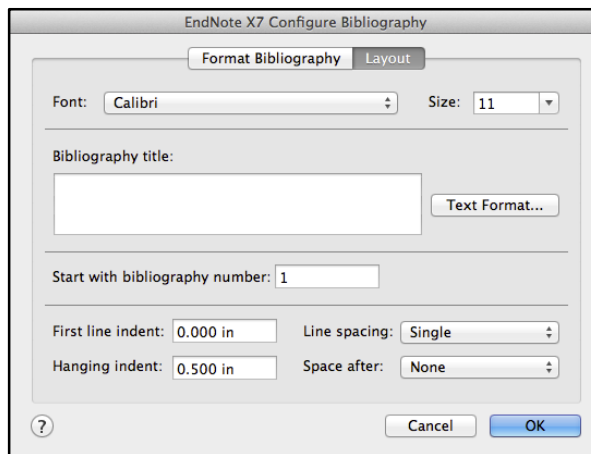 EndNote X7 Configure Bibliography
Format Bibliography Layout
Font: Calibri Size: 11
Bibliography title:
Text Format...
Start with bibliography number: 1
First line indent: 0.000 in Line spacing: Single
Hanging indent: 0.500 in Space after: None
? Cancel OK